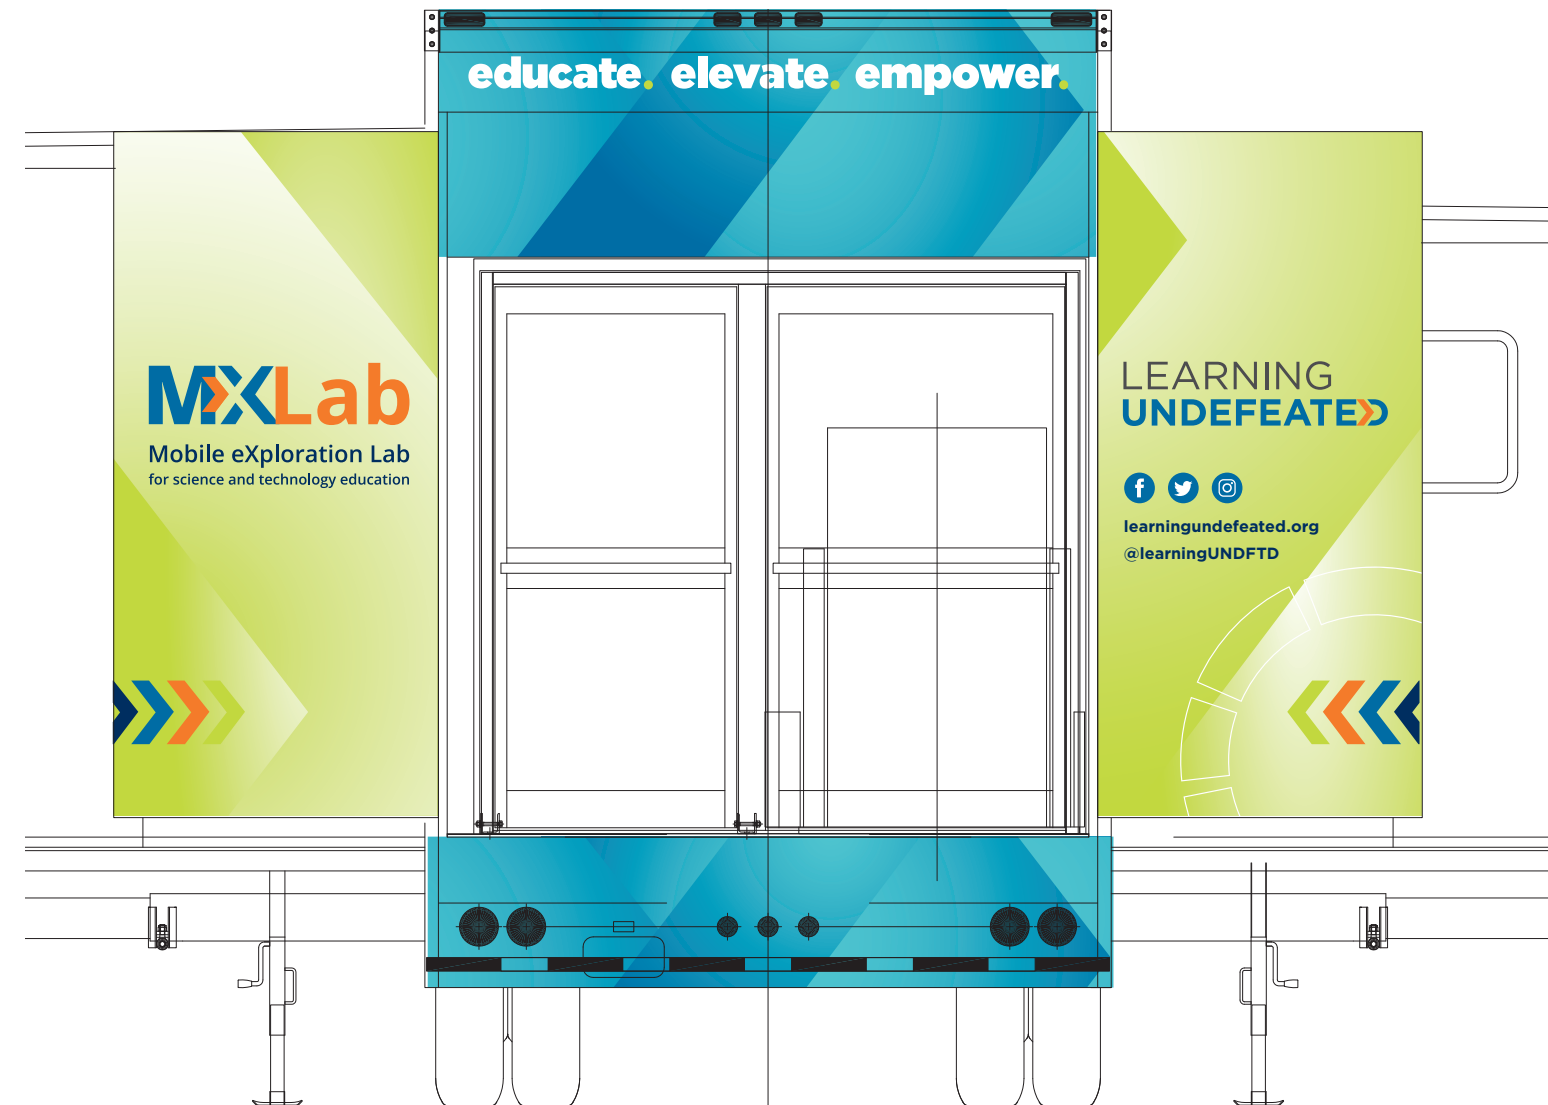 educate. elevate. empower.
MXLab
Mobile eXploration Lab
for science and technology education
LEARNING
UNDEFEATED
learningundefeated.org
@learningUNDFTD